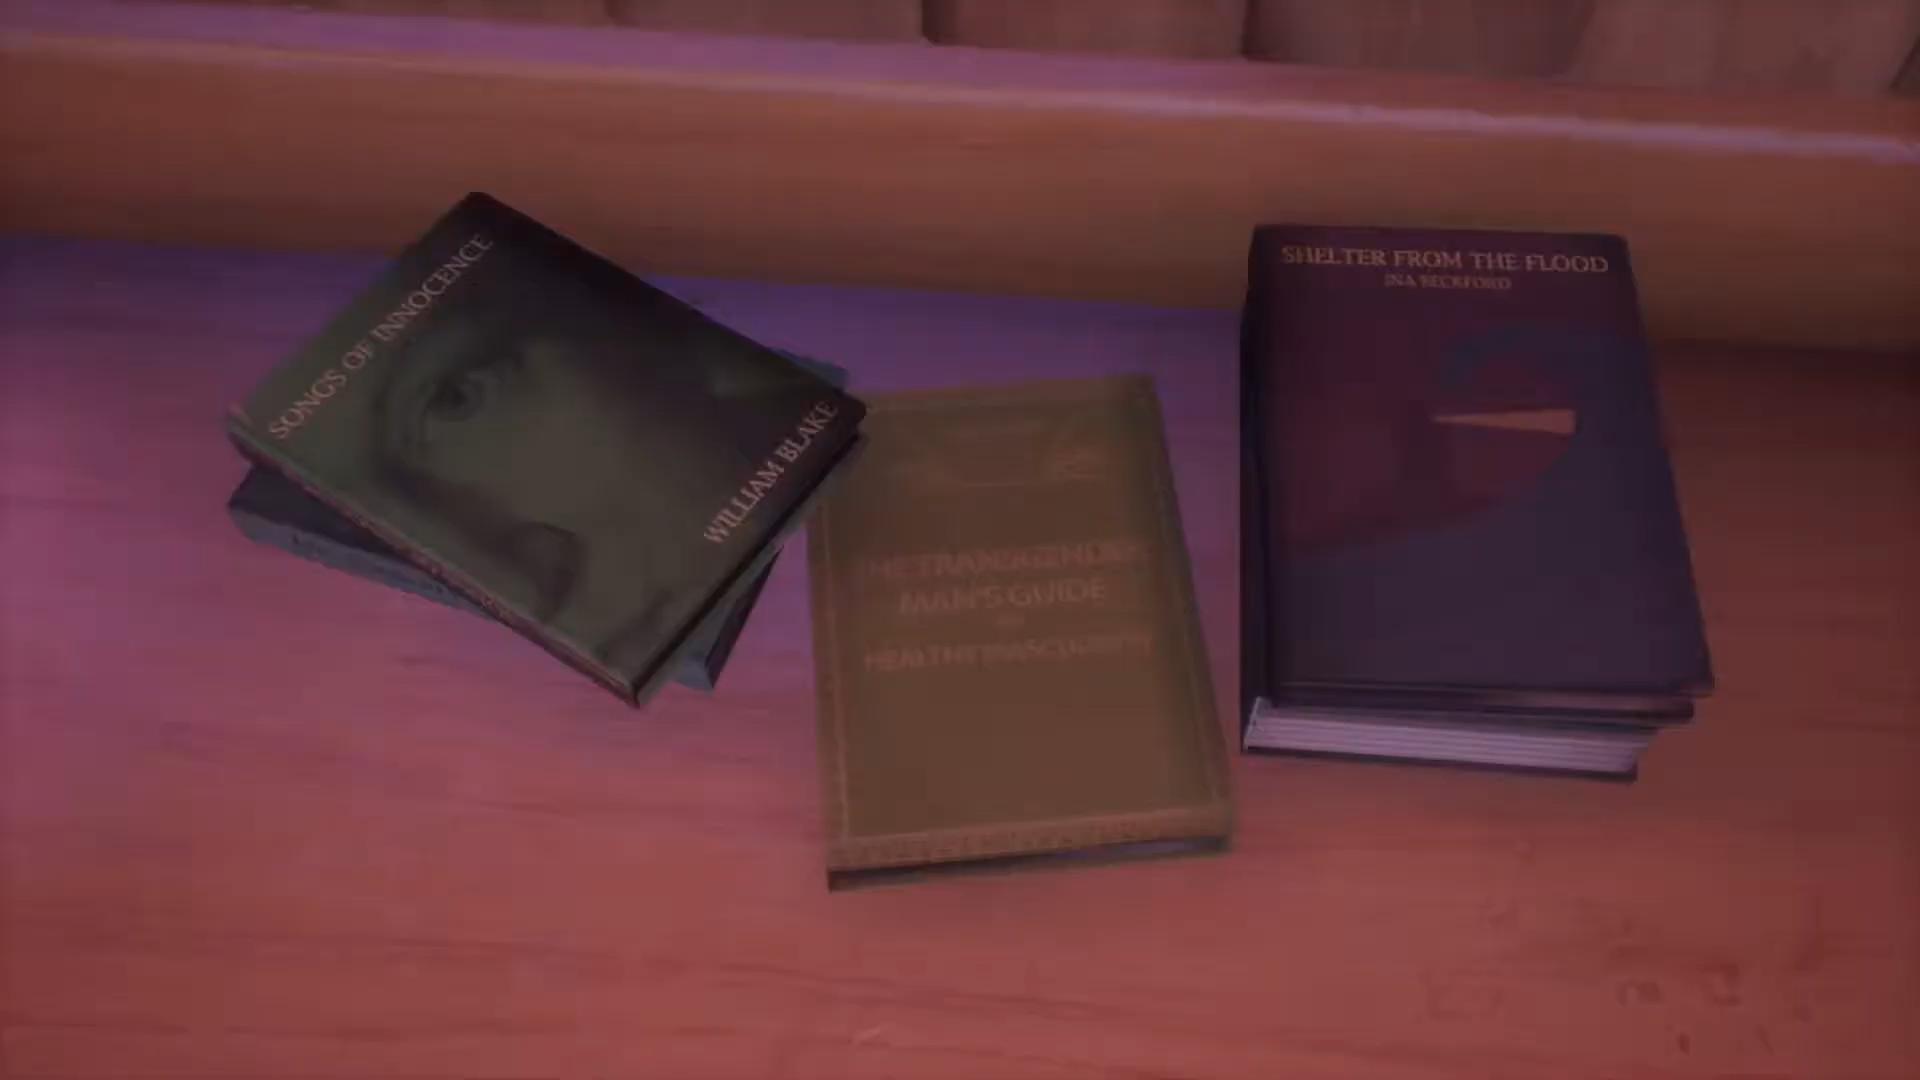 SONGS OF INNOCENCE
WILLIAM BLAKE
THE TRANSGENDER
MAN'S GUIDE
HEALTHY MASCULINITY
SHELTER FROM THE FLOOD
INA BECKFORD